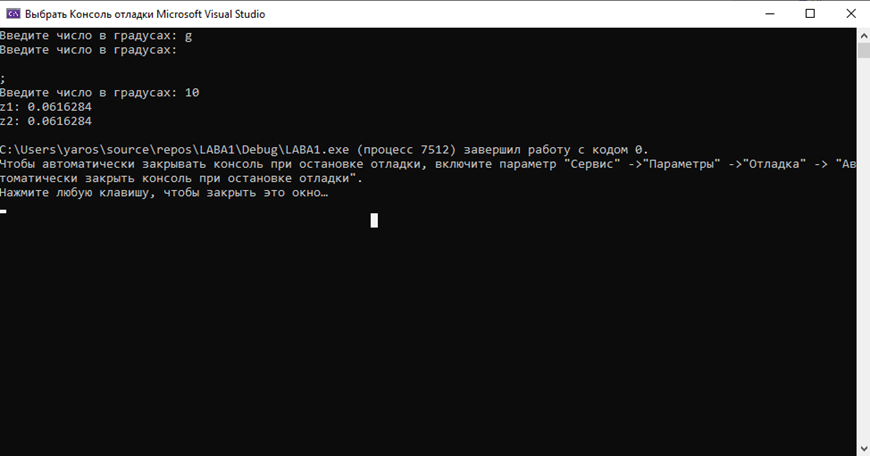 Выбрать Консоль отладки Microsoft Visual Studio
Введите число в градусах: g
Введите число в градусах:
;
Введите число в градусах: 10
z1: 0.0616284
z2: 0.0616284
C:\Users\yaros\source\repos\LABA1\Debug\LABA1.exe (процесс 7512) завершил работу с кодом 0.
Чтобы автоматически закрывать консоль при остановке отладки, включите параметр "Сервис" ->"Параметры" ->"Отладка" -> "Ав
томатически закрыть консоль при остановке отладки".
Нажмите любую клавишу, чтобы закрыть это окно…